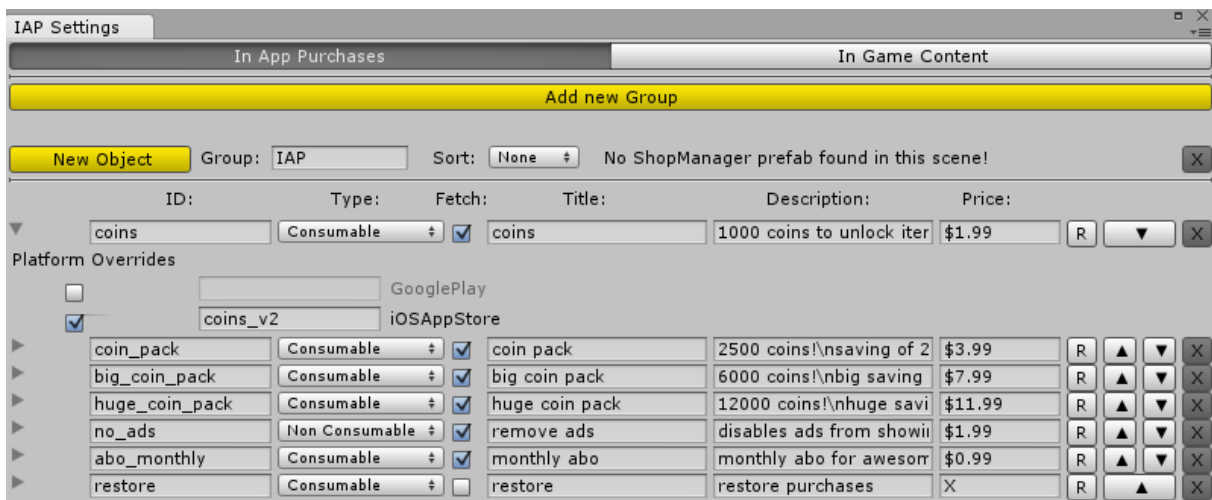 IAP Settings
In App Purchases In Game Content
Add new Group
New Object Group: IAP Sort: None No ShopManager prefab found in this scene! X
ID: Type: Fetch: Title: Description: Price:
coins Consumable coins 1000 coins to unlock $1.99 R ▼ X
Platform Overrides
GooglePlay
coins_v2 iOSAppStore
coin_pack Consumable coin pack 2500 coins!\nsaving of 2 $3.99 R ▲ ▼ X
big_coin_pack Consumable big coin pack 6000 coins!\nbig saving $7.99 R ▲ ▼ X
huge_coin_pack Consumable huge coin pack 12000 coins!\nhuge savi $11.99 R ▲ ▼ X
no_ads Non Consumable remove ads disables ads from $1.99 R ▲ ▼ X
abo_monthly Consumable monthly abo monthly abo for $0.99 R ▲ ▼ X
restore Consumable restore restore purchases X R ▲ X